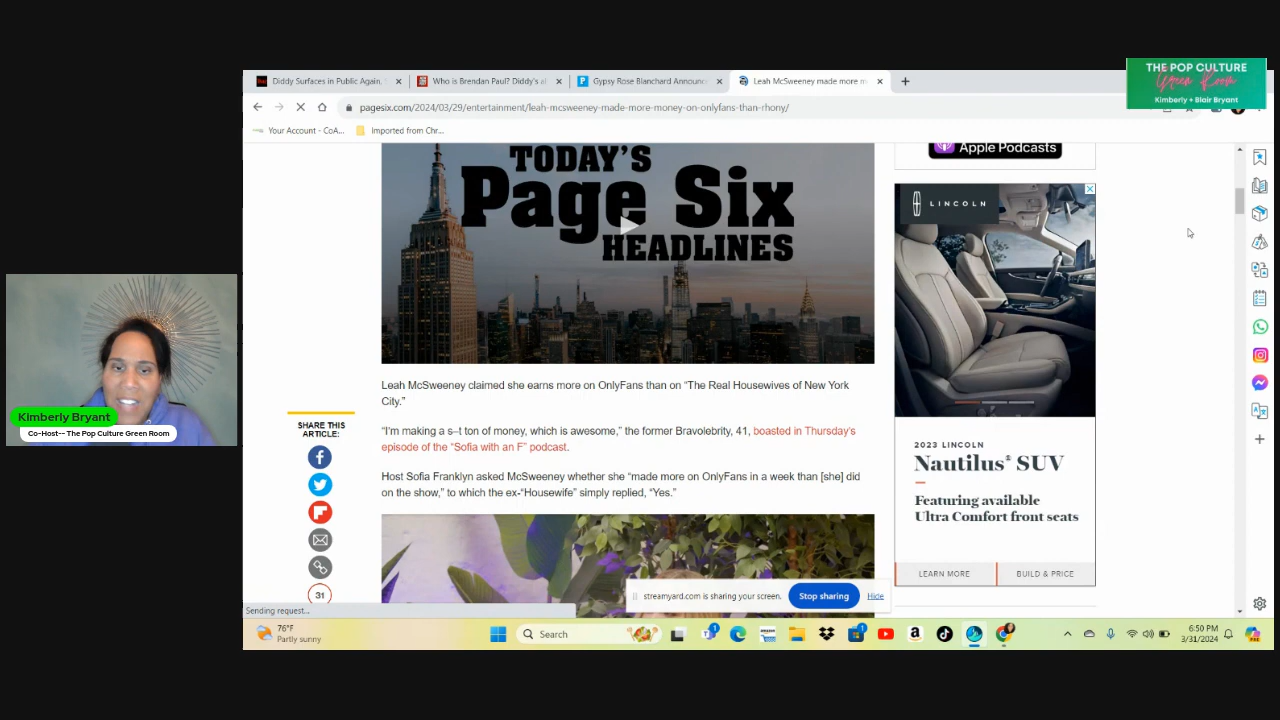 Diddy Surfaces in Public Again,
Who is Brendan Paul? Diddy's al
Gypsy Rose Blanchard Announc
Leah McSweeney made more m
THE POP CULTURE
Green Room
Kimberly + Blair Bryant
pagesix.com/2024/03/29/entertainment/leah-mcsweeney-made-more-money-on-onlyfans-than-rhony/
Your Account - CoA...
Imported from Chr...
TODAY'S
Page Six
HEADLINES
Apple Podcasts
LINCOLN
Leah McSweeney claimed she earns more on OnlyFans than on “The Real Housewives of New York
City.”
“I'm making a s–t ton of money, which is awesome,” the former Bravolebrity, 41, boasted in Thursday's
episode of the “Sofia with an F” podcast.
Host Sofia Franklyn asked McSweeney whether she “made more on OnlyFans in a week than [she] did
on the show,” to which the ex-“Housewife” simply replied, “Yes.”
SHARE THIS
ARTICLE:
31
2023 LINCOLN
Nautilus® SUV
Featuring available
Ultra Comfort front seats
LEARN MORE
BUILD & PRICE
Kimberly Bryant
Co-Host-- The Pop Culture Green Room
streamyard.com is sharing your screen.
Stop sharing
Hide
Sending request...
76°F
Partly sunny
Search
6:50 PM
3/31/2024